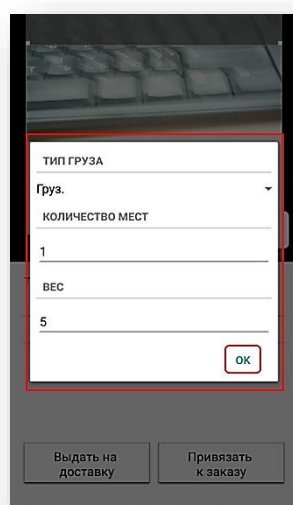 ТИП ГРУЗА
Груз.
КОЛИЧЕСТВО МЕСТ
1
ВЕС
5
ОК
Выдать на
доставку
Привязать
к заказу